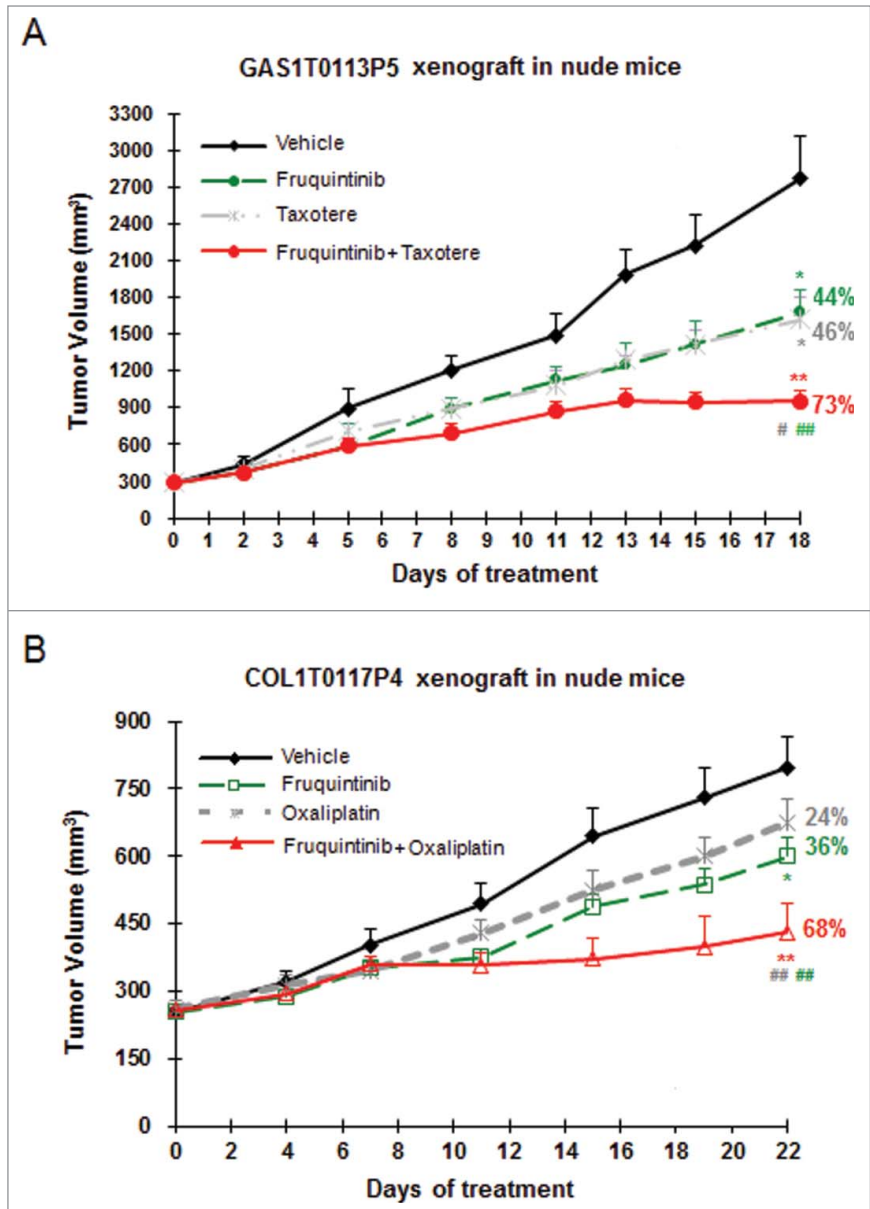 A
GAS1T0113P5 xenograft in nude mice
Tumor Volume (mm³)
3300
3000
2700
2400
2100
1800
1500
1200
900
600
300
0
Vehicle
Fruquintinib
Taxotere
Fruquintinib+Taxotere
*
44%
46%
*
**
73%
# ##
0 1 2 3 4 5 6 7 8 9 10 11 12 13 14 15 16 17 18
Days of treatment
B
COL1T0117P4 xenograft in nude mice
Tumor Volume (mm³)
900
750
600
450
300
150
0
Vehicle
Fruquintinib
Oxaliplatin
Fruquintinib+Oxaliplatin
24%
36%
*
68%
**
## ##
0 2 4 6 8 10 12 14 16 18 20 22
Days of treatment